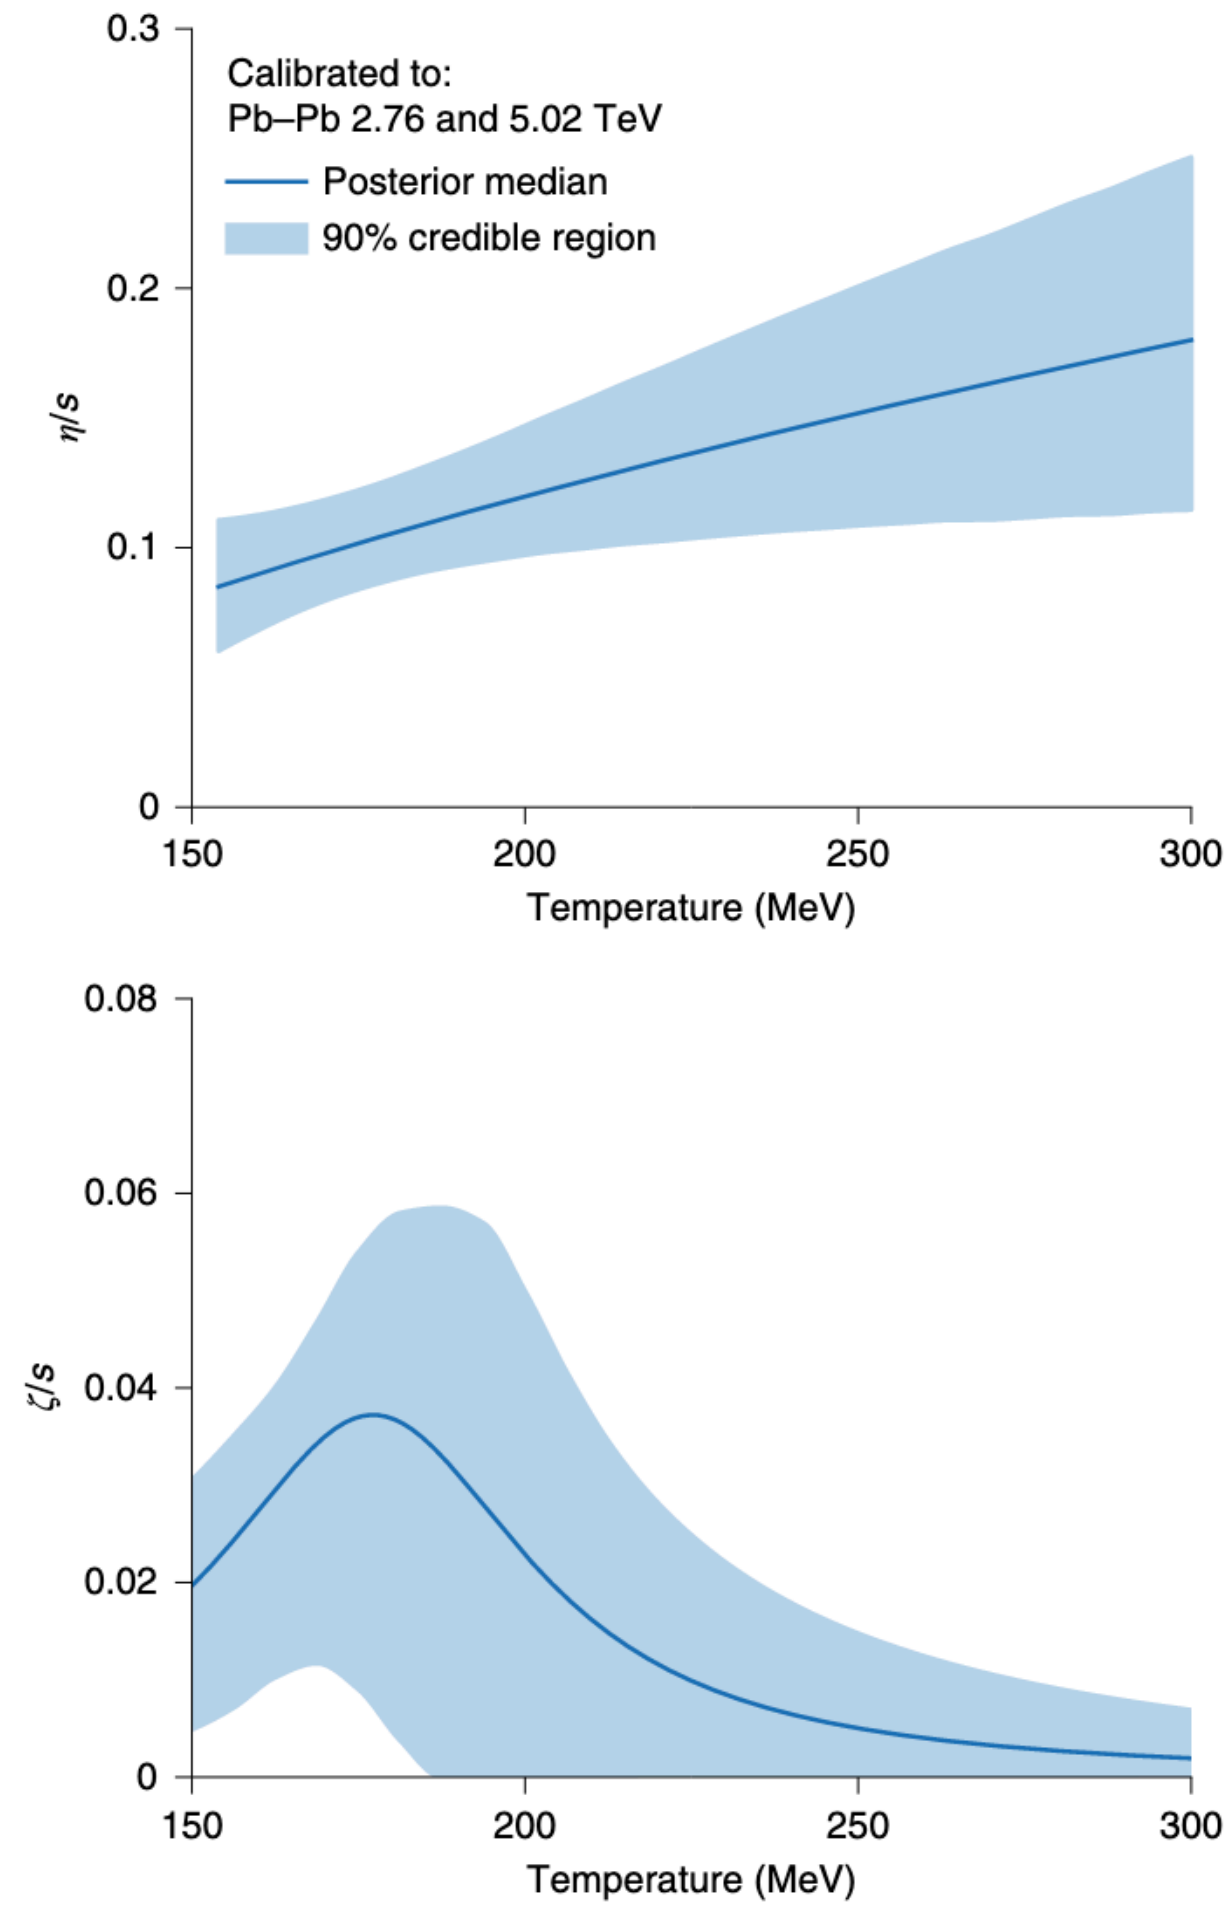 0.3
Calibrated to:
Pb–Pb 2.76 and 5.02 TeV
Posterior median
90% credible region
0.2
η/s
0.1
0
150 200 250 300
Temperature (MeV)
0.08
0.06
ζ/s
0.04
0.02
0
150 200 250 300
Temperature (MeV)